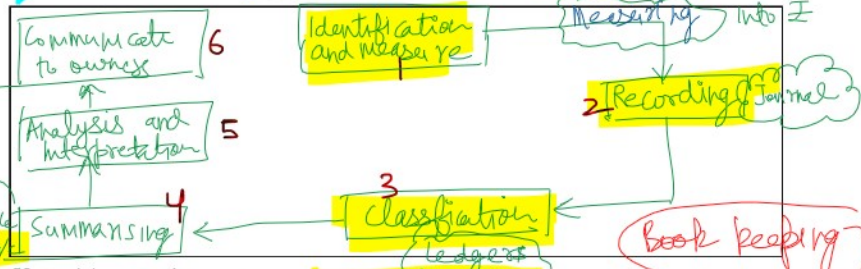 Communicate
to owners
6
Identification
and measure
1
Measuring
into
2
Recording
Journal
Analysis and
Interpretation
5
3
4
Classfication
Summarising
Ledgers
Book keeping